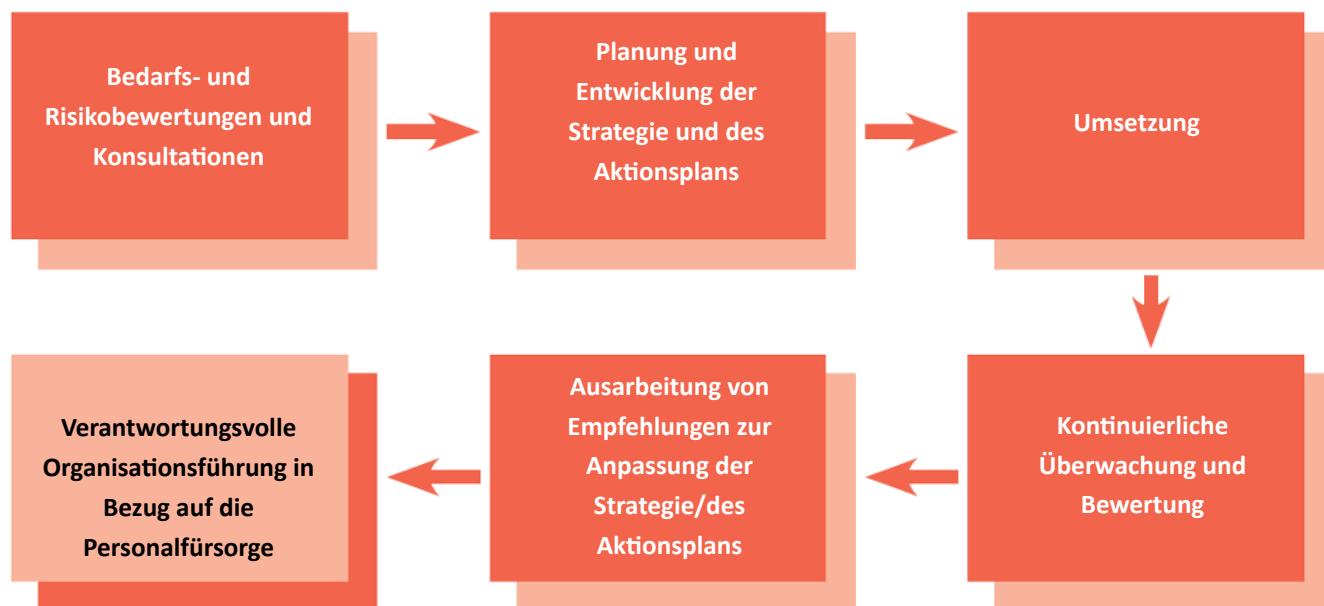 Bedarfs- und
Risikobewertungen und
Konsultationen
Planung und
Entwicklung der
Strategie und des
Aktionsplans
Umsetzung
Kontinuierliche
Überwachung und
Bewertung
Ausarbeitung von
Empfehlungen zur
Anpassung der
Strategie/des
Aktionsplans
Verantwortungsvolle
Organisationsführung in
Bezug auf die
Personalfürsorge